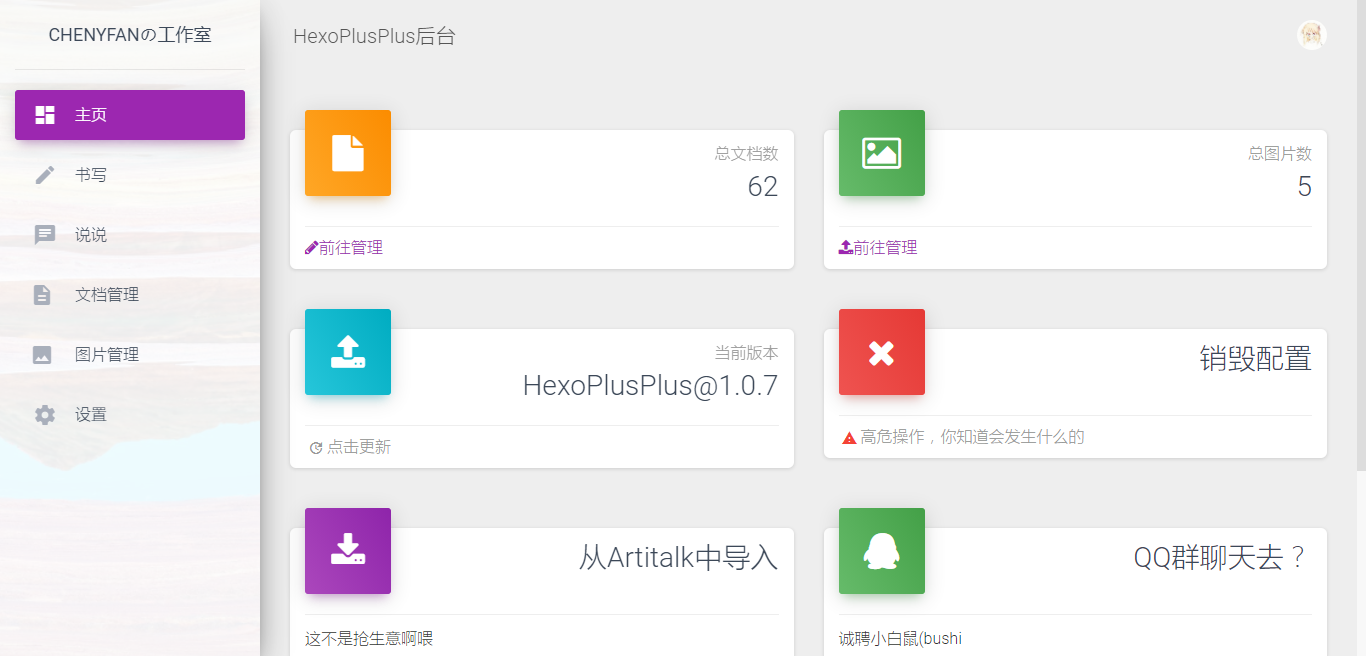 CHENYFANの工作室
主页
书写
说说
文档管理
图片管理
设置
HexoPlusPlus后台
总文档数
62
前往管理
总图片数
5
前往管理
当前版本
HexoPlusPlus@1.0.7
点击更新
销毁配置
高危操作，你知道会发生什么的
从Artitalk中导入
这不是抢生意啊喂
QQ群聊天去？
诚聘小白鼠(bushi